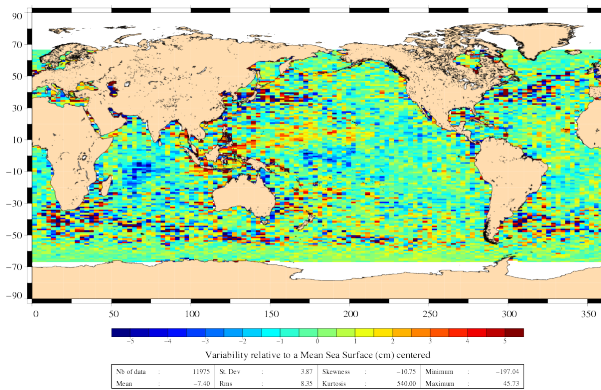 90
70
50
30
10
−10
−30
−50
−70
−90
0 50 100 150 200 250 300 350
−5 −4 −3 −2 −1 0 1 2 3 4 5
Variability relative to a Mean Sea Surface (cm) centered
Nb of data : 11975 St. Dev : 3.87 Skewness : −10.75 Minimum : −197.04
Mean : −7.40 Rms : 8.35 Kurtosis : 540.00 Maximum : 45.73